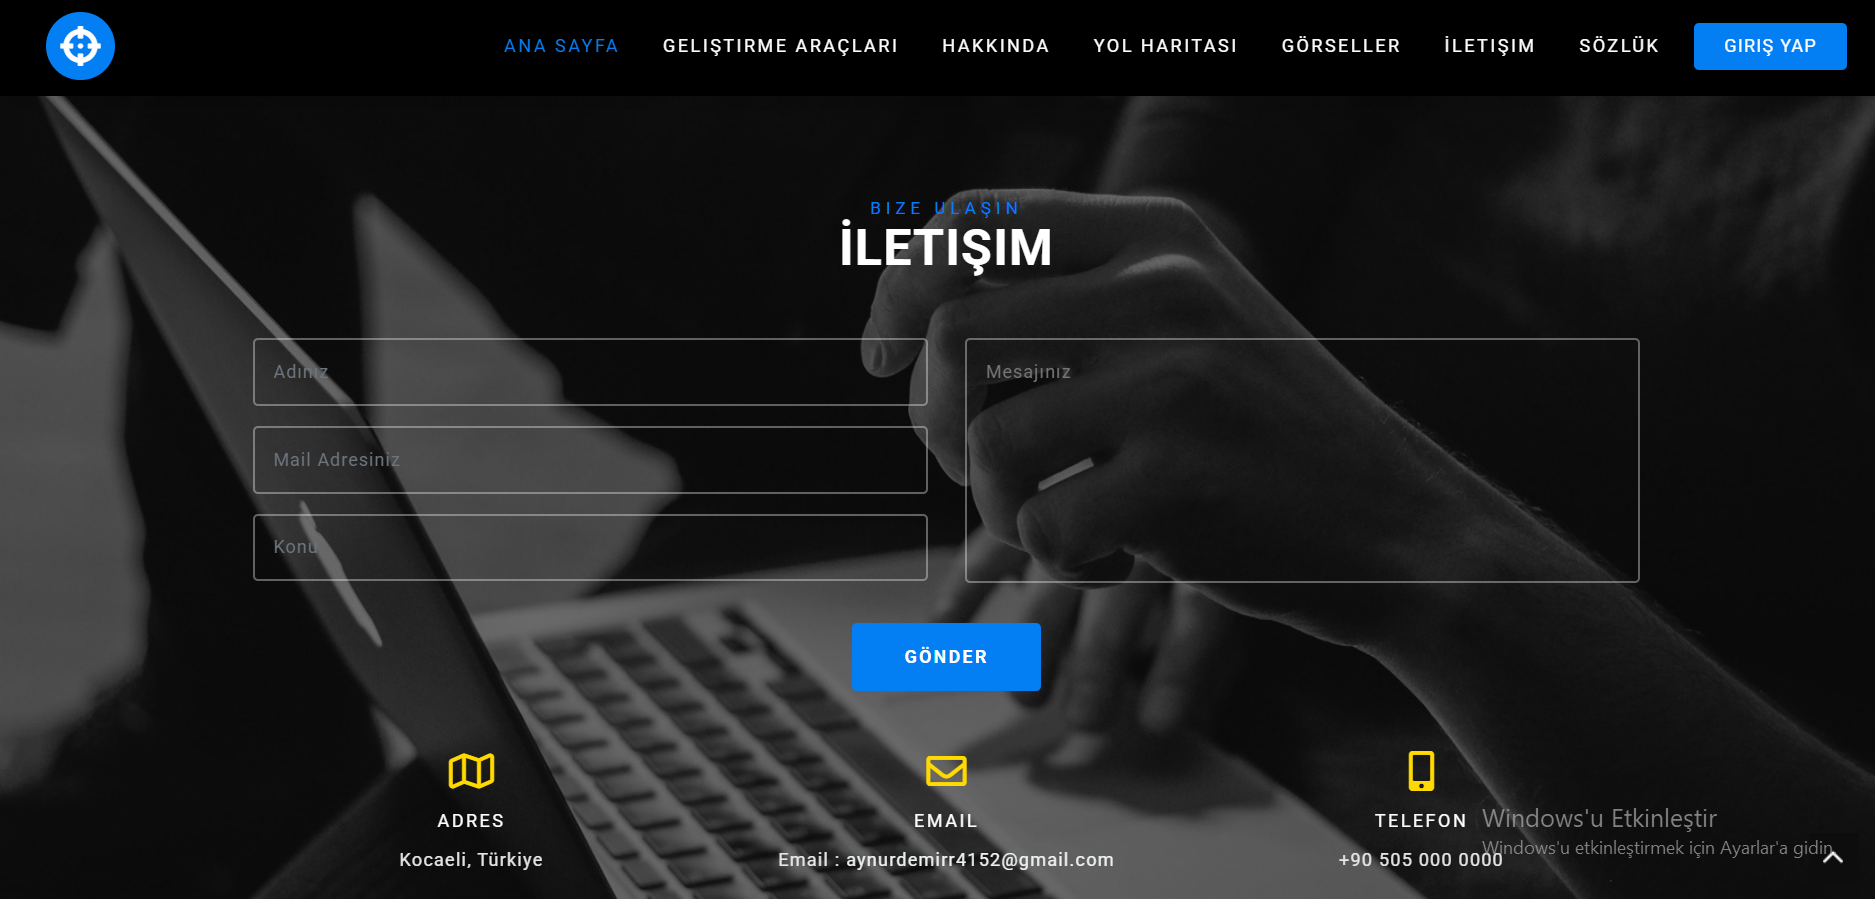 ANA SAYFA GELIŞTIRME ARAÇLARI HAKKINDA YOL HARITASI GÖRSELLER İLETIŞIM SÖZLÜK GIRIŞ YAP
BIZE ULAŞIN
İLETIŞIM
Adınız
Mesajınız
Mail Adresiniz
Konu
GÖNDER
ADRES
EMAIL
TELEFON
Kocaeli, Türkiye
Email : aynurdemirr4152@gmail.com
+90 505 000 0000
Windows'u Etkinleştir
Windows'u etkinleştirmek için Ayarlar'a gidin.